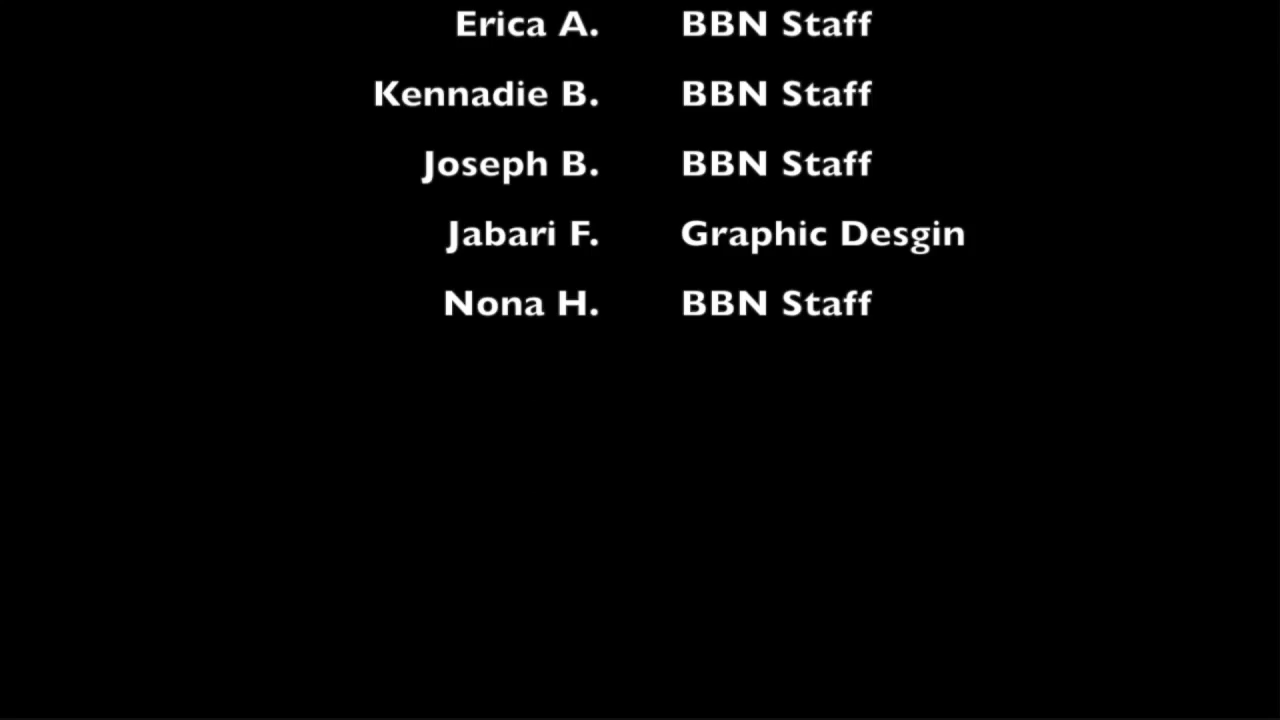 Erica A. BBN Staff
Kennadie B. BBN Staff
Joseph B. BBN Staff
Jabari F. Graphic Desgin
Nona H. BBN Staff